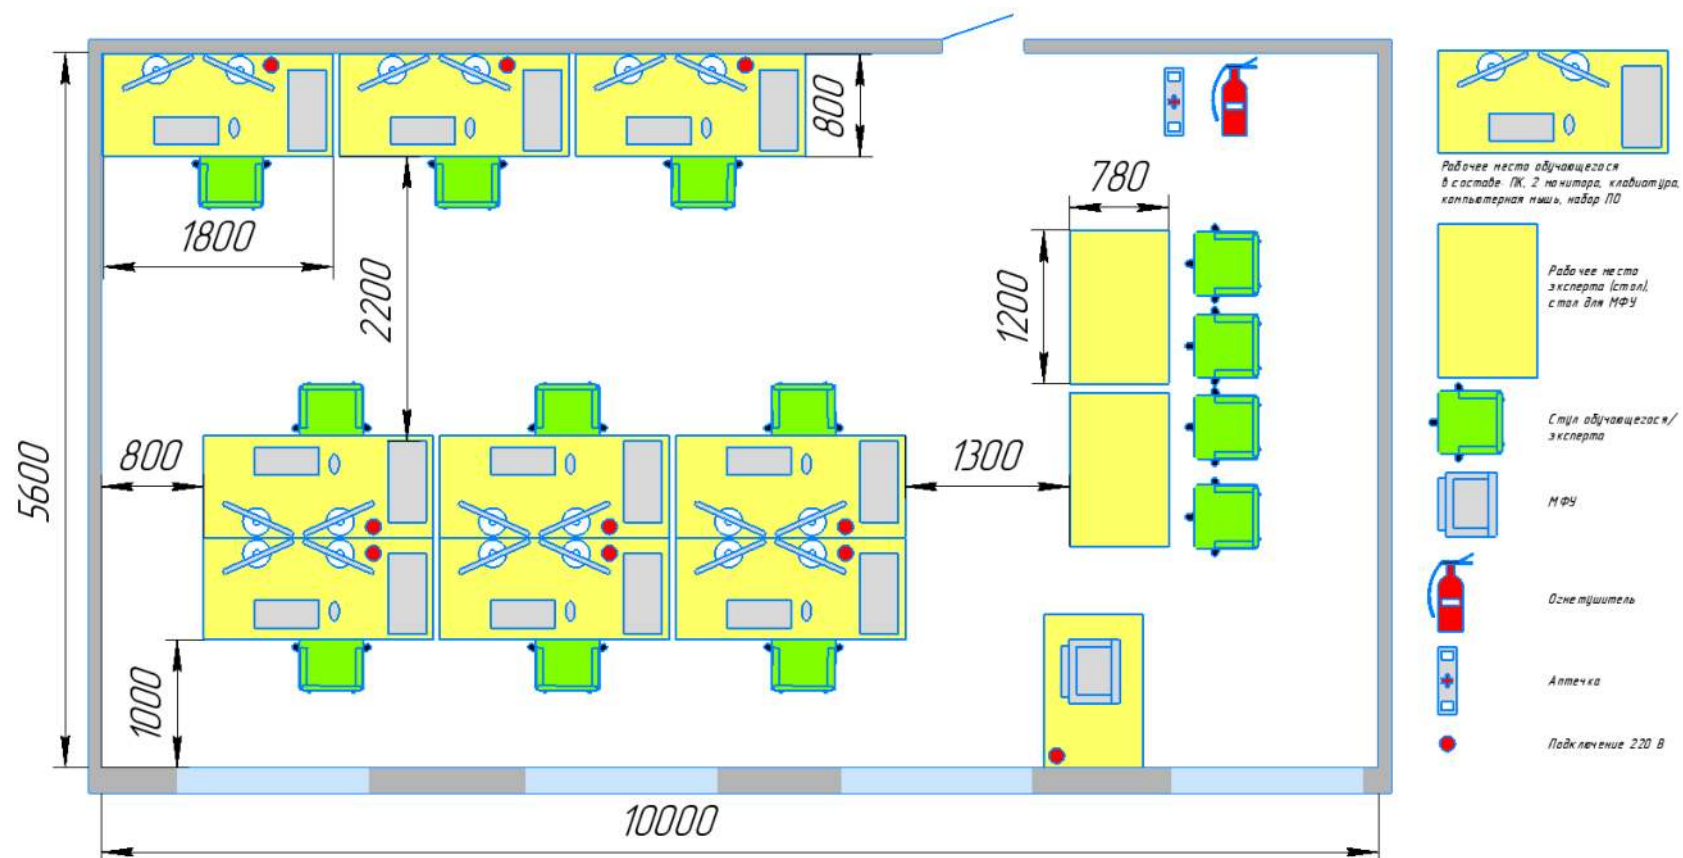 800
780
1800
2200
1200
5600
800
1300
1000
10000
Рабочее место обучающегося
в составе: ПК, 2 монитора, клавиатура,
компьютерная мышь, набор ПО
Рабочее место
эксперта (стол),
стол для МФУ
Стул обучающегося/
эксперта
МФУ
Огнетушитель
Аптечка
Подключение 220 В